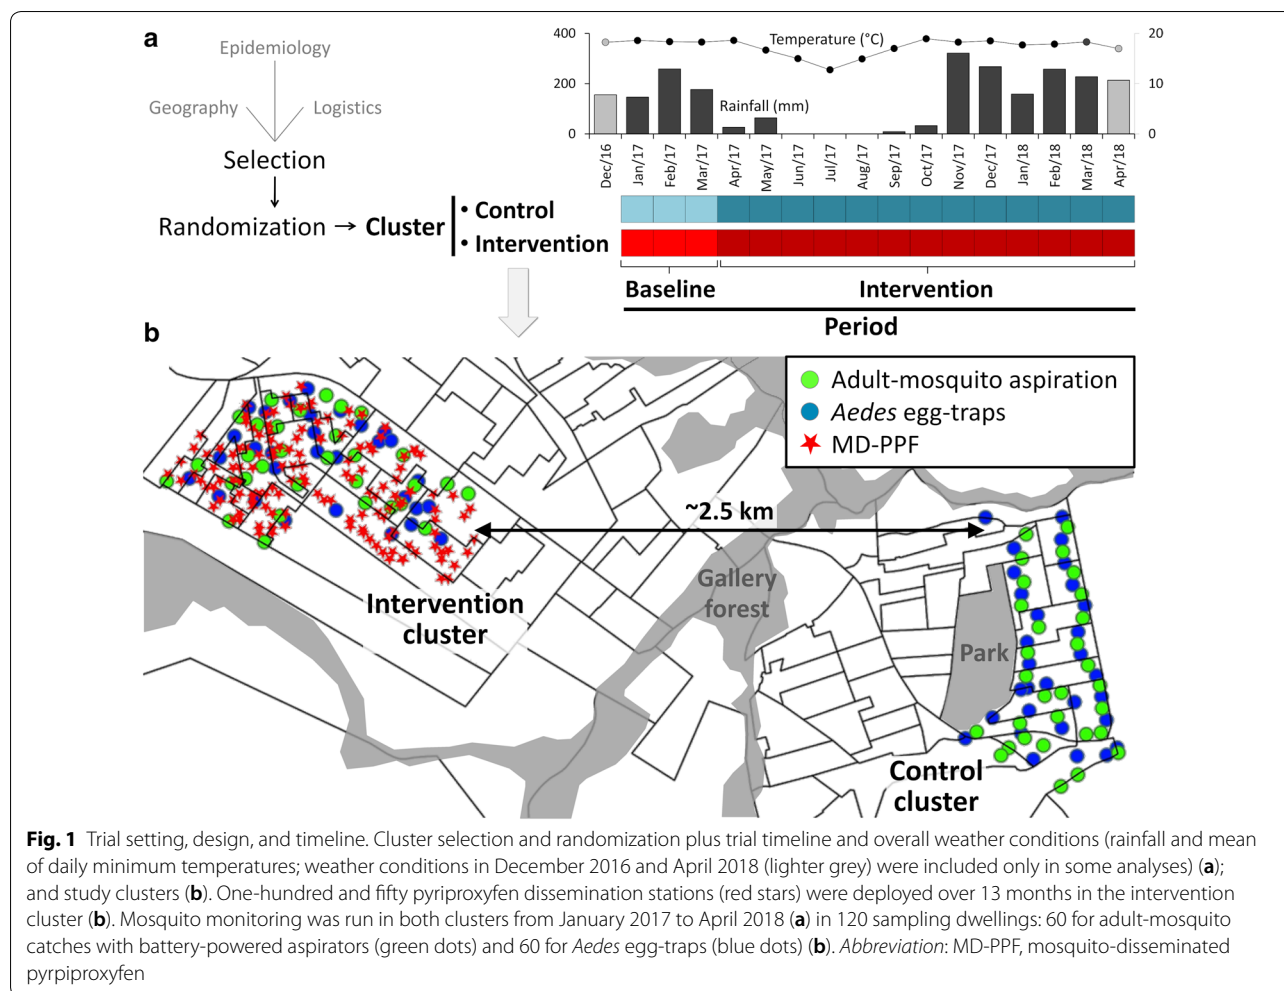 a
Epidemiology
Geography
Logistics
Selection
Randomization → Cluster
• Control
• Intervention
400
200
0
Temperature (°C)
Rainfall (mm)
20
10
0
Dec/16
Jan/17
Feb/17
Mar/17
Apr/17
May/17
Jun/17
Jul/17
Aug/17
Sep/17
Oct/17
Nov/17
Dec/17
Jan/18
Feb/18
Mar/18
Apr/18
Baseline
Intervention
Period
b
Adult-mosquito aspiration
Aedes egg-traps
MD-PPF
~2.5 km
Gallery
forest
Intervention
cluster
Park
Control
cluster
Fig. 1 Trial setting, design, and timeline. Cluster selection and randomization plus trial timeline and overall weather conditions (rainfall and mean
of daily minimum temperatures; weather conditions in December 2016 and April 2018 (lighter grey) were included only in some analyses) (a);
and study clusters (b). One-hundred and fifty pyriproxyfen dissemination stations (red stars) were deployed over 13 months in the intervention
cluster (b). Mosquito monitoring was run in both clusters from January 2017 to April 2018 (a) in 120 sampling dwellings: 60 for adult-mosquito
catches with battery-powered aspirators (green dots) and 60 for Aedes egg-traps (blue dots) (b). Abbreviation: MD-PPF, mosquito-disseminated
pyrpiproxyfen